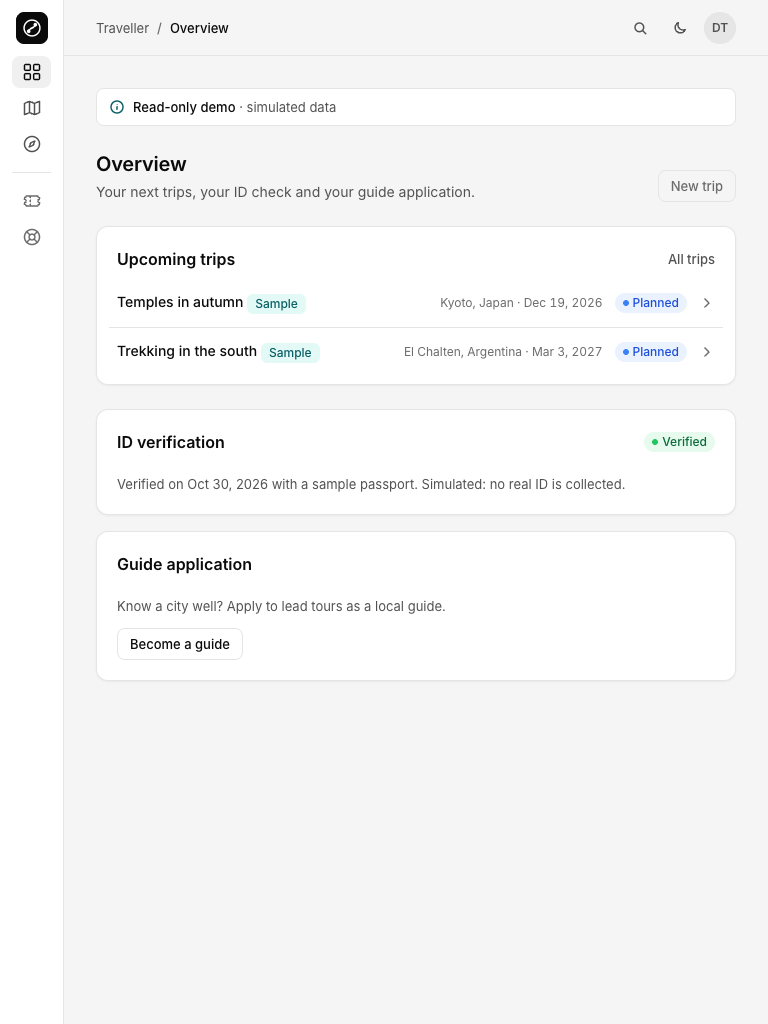 Traveller / Overview
DT
Read-only demo · simulated data
Overview
Your next trips, your ID check and your guide application.
New trip
Upcoming trips
All trips
Temples in autumn Sample Kyoto, Japan · Dec 19, 2026 Planned
Trekking in the south Sample El Chalten, Argentina · Mar 3, 2027 Planned
ID verification
Verified
Verified on Oct 30, 2026 with a sample passport. Simulated: no real ID is collected.
Guide application
Know a city well? Apply to lead tours as a local guide.
Become a guide